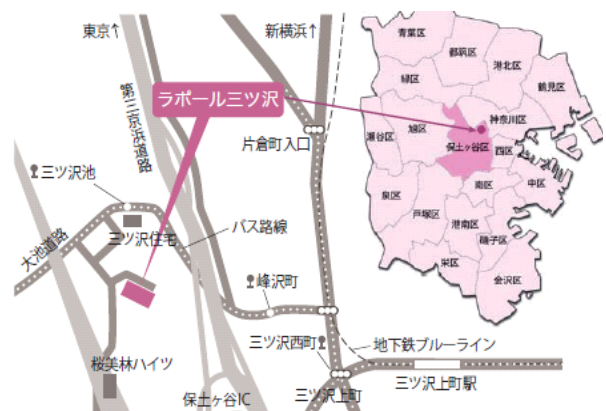 東京↑
新横浜↑
第三京浜道路
ラポール三ツ沢
片倉町入口
三ツ沢池
大池道路
三ツ沢住宅
バス路線
峰沢町
三ツ沢西町
地下鉄ブルーライン
桜美林ハイツ
保土ヶ谷IC
三ツ沢上町
三ツ沢上町駅
青葉区
都筑区
港北区
緑区
鶴見区
神奈川区
瀬谷区
旭区
保土ヶ谷区
西区
中区
南区
泉区
戸塚区
港南区
磯子区
栄区
金沢区